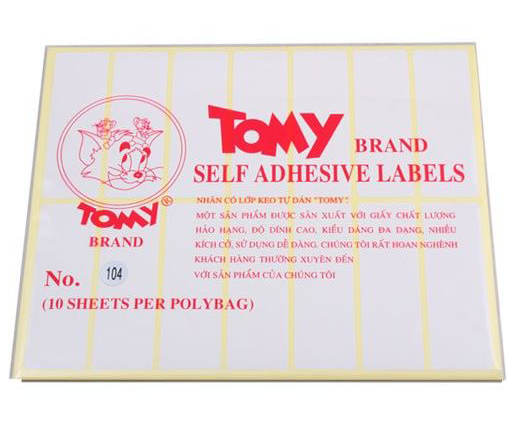 TOMY BRAND
SELF ADHESIVE LABELS
NHÃN CÓ LỚP KEO TỰ DÁN "TOMY".
MỘT SẢN PHẨM ĐƯỢC SẢN XUẤT VỚI GIẤY CHẤT LƯỢNG
HẢO HẠNG, ĐỘ DÍNH CAO, KIỂU DÁNG ĐA DẠNG, NHIỀU
KÍCH CỠ, SỬ DỤNG DỄ DÀNG. CHÚNG TÔI RẤT HOAN NGHÊNH
KHÁCH HÀNG THƯỜNG XUYÊN ĐẾN
VỚI SẢN PHẨM CỦA CHÚNG TÔI
TOMY®
BRAND
No. 104
(10 SHEETS PER POLYBAG)